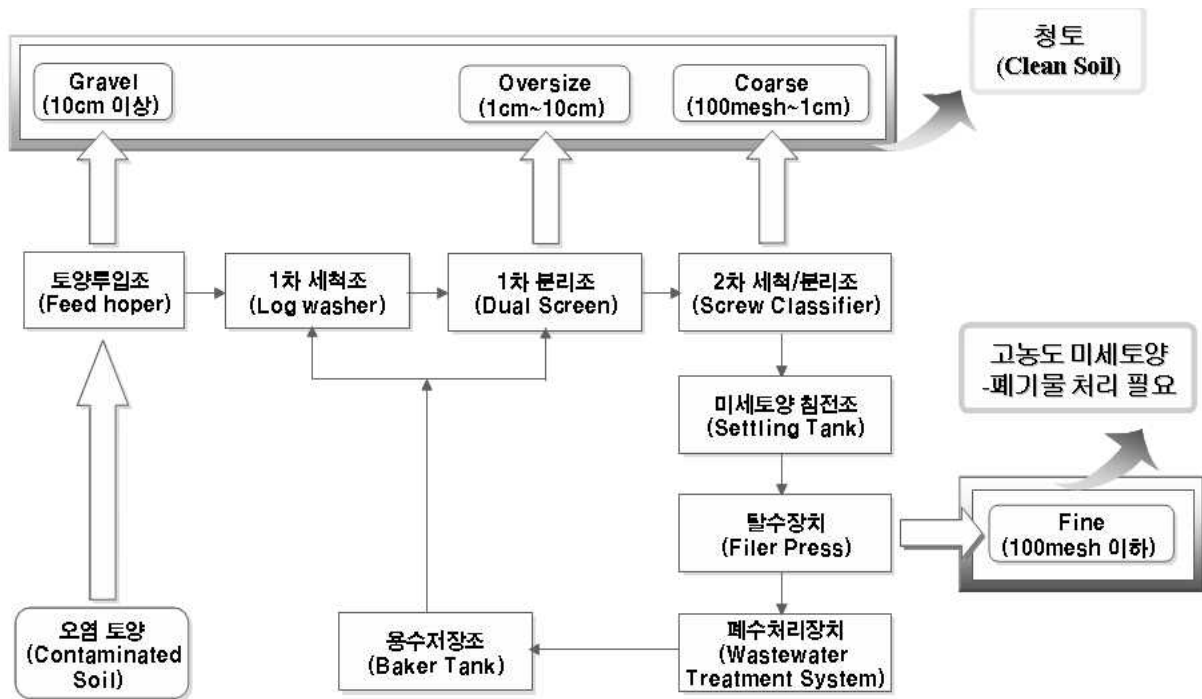 청토
(Clean Soil)
Gravel
(10cm 이상)
Oversize
(1cm~10cm)
Coarse
(100mesh~1cm)
토양투입조
(Feed hoper)
1차 세척조
(Log washer)
1차 분리조
(Dual Screen)
2차 세척/분리조
(Screw Classifier)
고농도 미세토양
-폐기물 처리 필요
미세토양 침전조
(Settling Tank)
탈수장치
(Filer Press)
Fine
(100mesh 이하)
오염 토양
(Contaminated
Soil)
용수저장조
(Baker Tank)
폐수처리장치
(Wastewater
Treatment System)